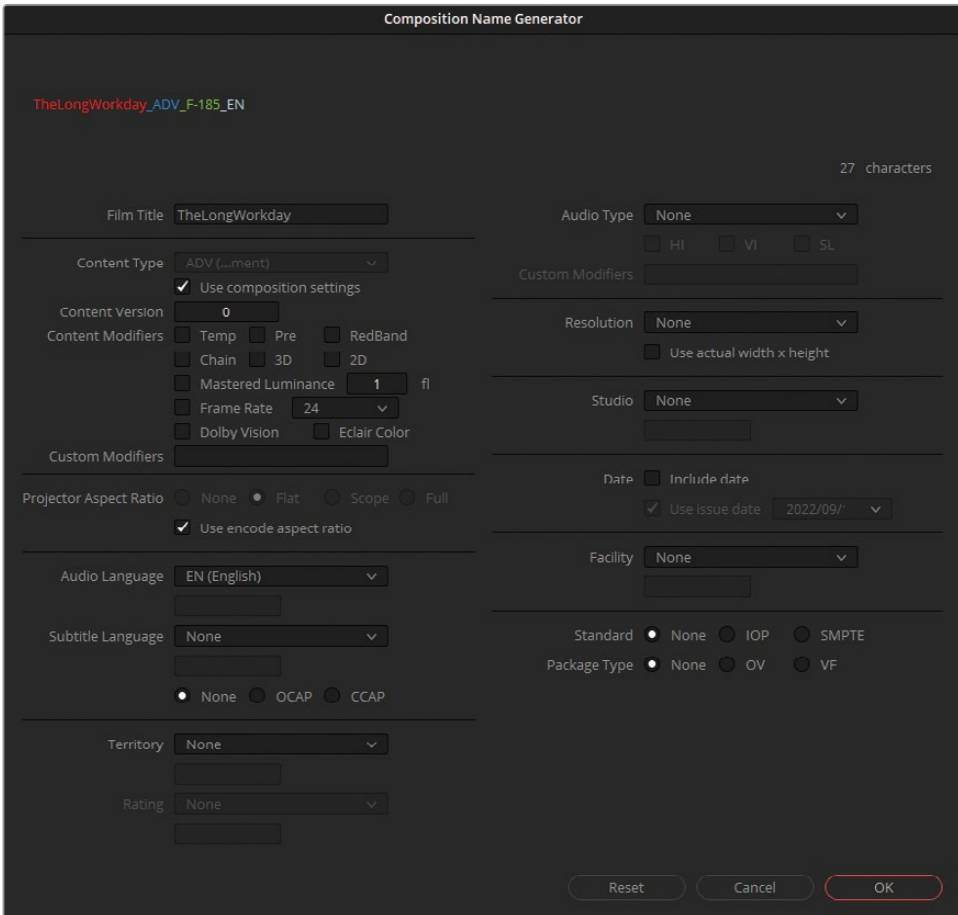 Composition Name Generator
TheLongWorkday_ADV_F-185_EN
27 characters
Film Title TheLongWorkday
Content Type ADV (...ment)
Use composition settings
Content Version 0
Content Modifiers Temp Pre RedBand
Chain 3D 2D
Mastered Luminance 1 fl
Frame Rate 24
Dolby Vision Eclair Color
Custom Modifiers
Projector Aspect Ratio None Flat Scope Full
Use encode aspect ratio
Audio Language EN (English)
Subtitle Language None
None OCAP CCAP
Territory None
Rating None
Audio Type None
HI VI SL
Custom Modifiers
Resolution None
Use actual width x height
Studio None
Date Include date
Use issue date 2022/09/
Facility None
Standard None IOP SMPTE
Package Type None OV VF
Reset Cancel OK